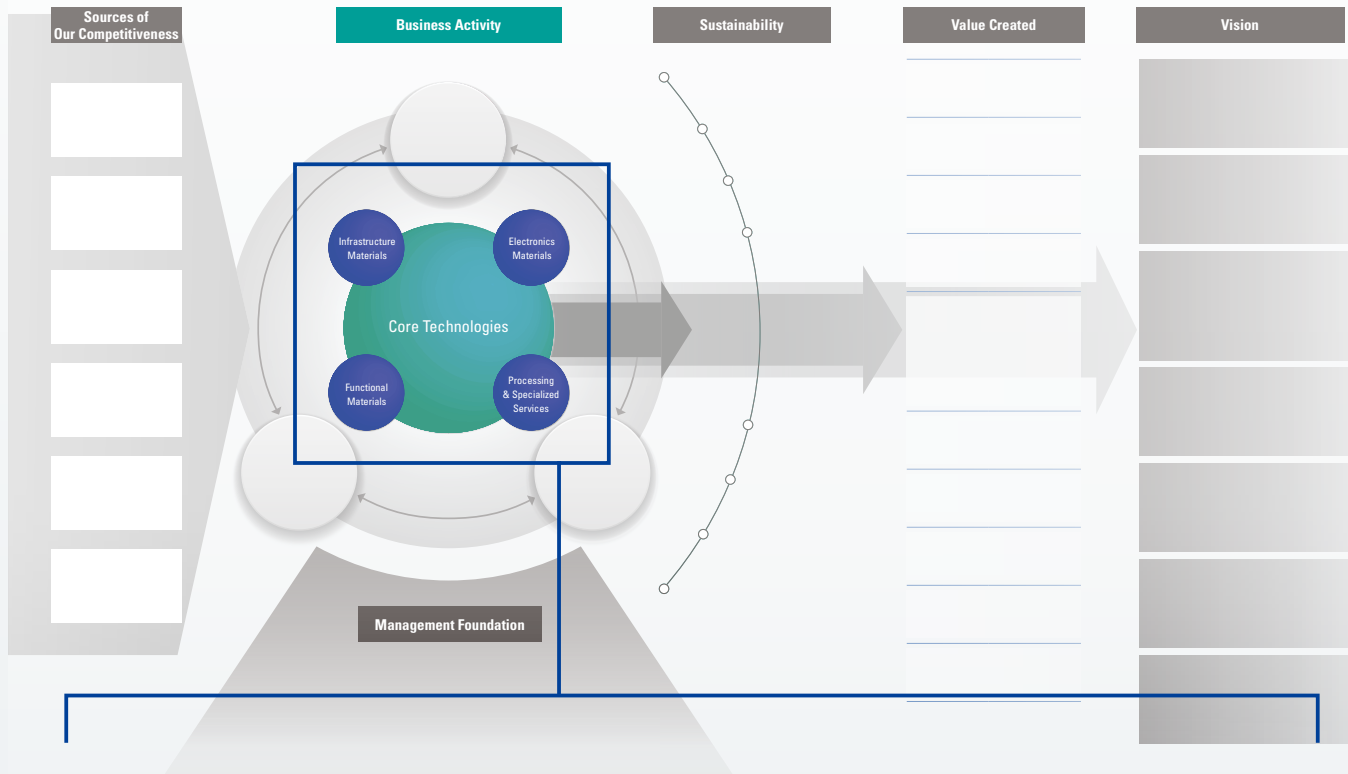 Sources of
Our Competitiveness
Business Activity
Sustainability
Value Created
Vision
Infrastructure
Materials
Electronics
Materials
Core Technologies
Functional
Materials
Processing
& Specialized
Services
Management Foundation